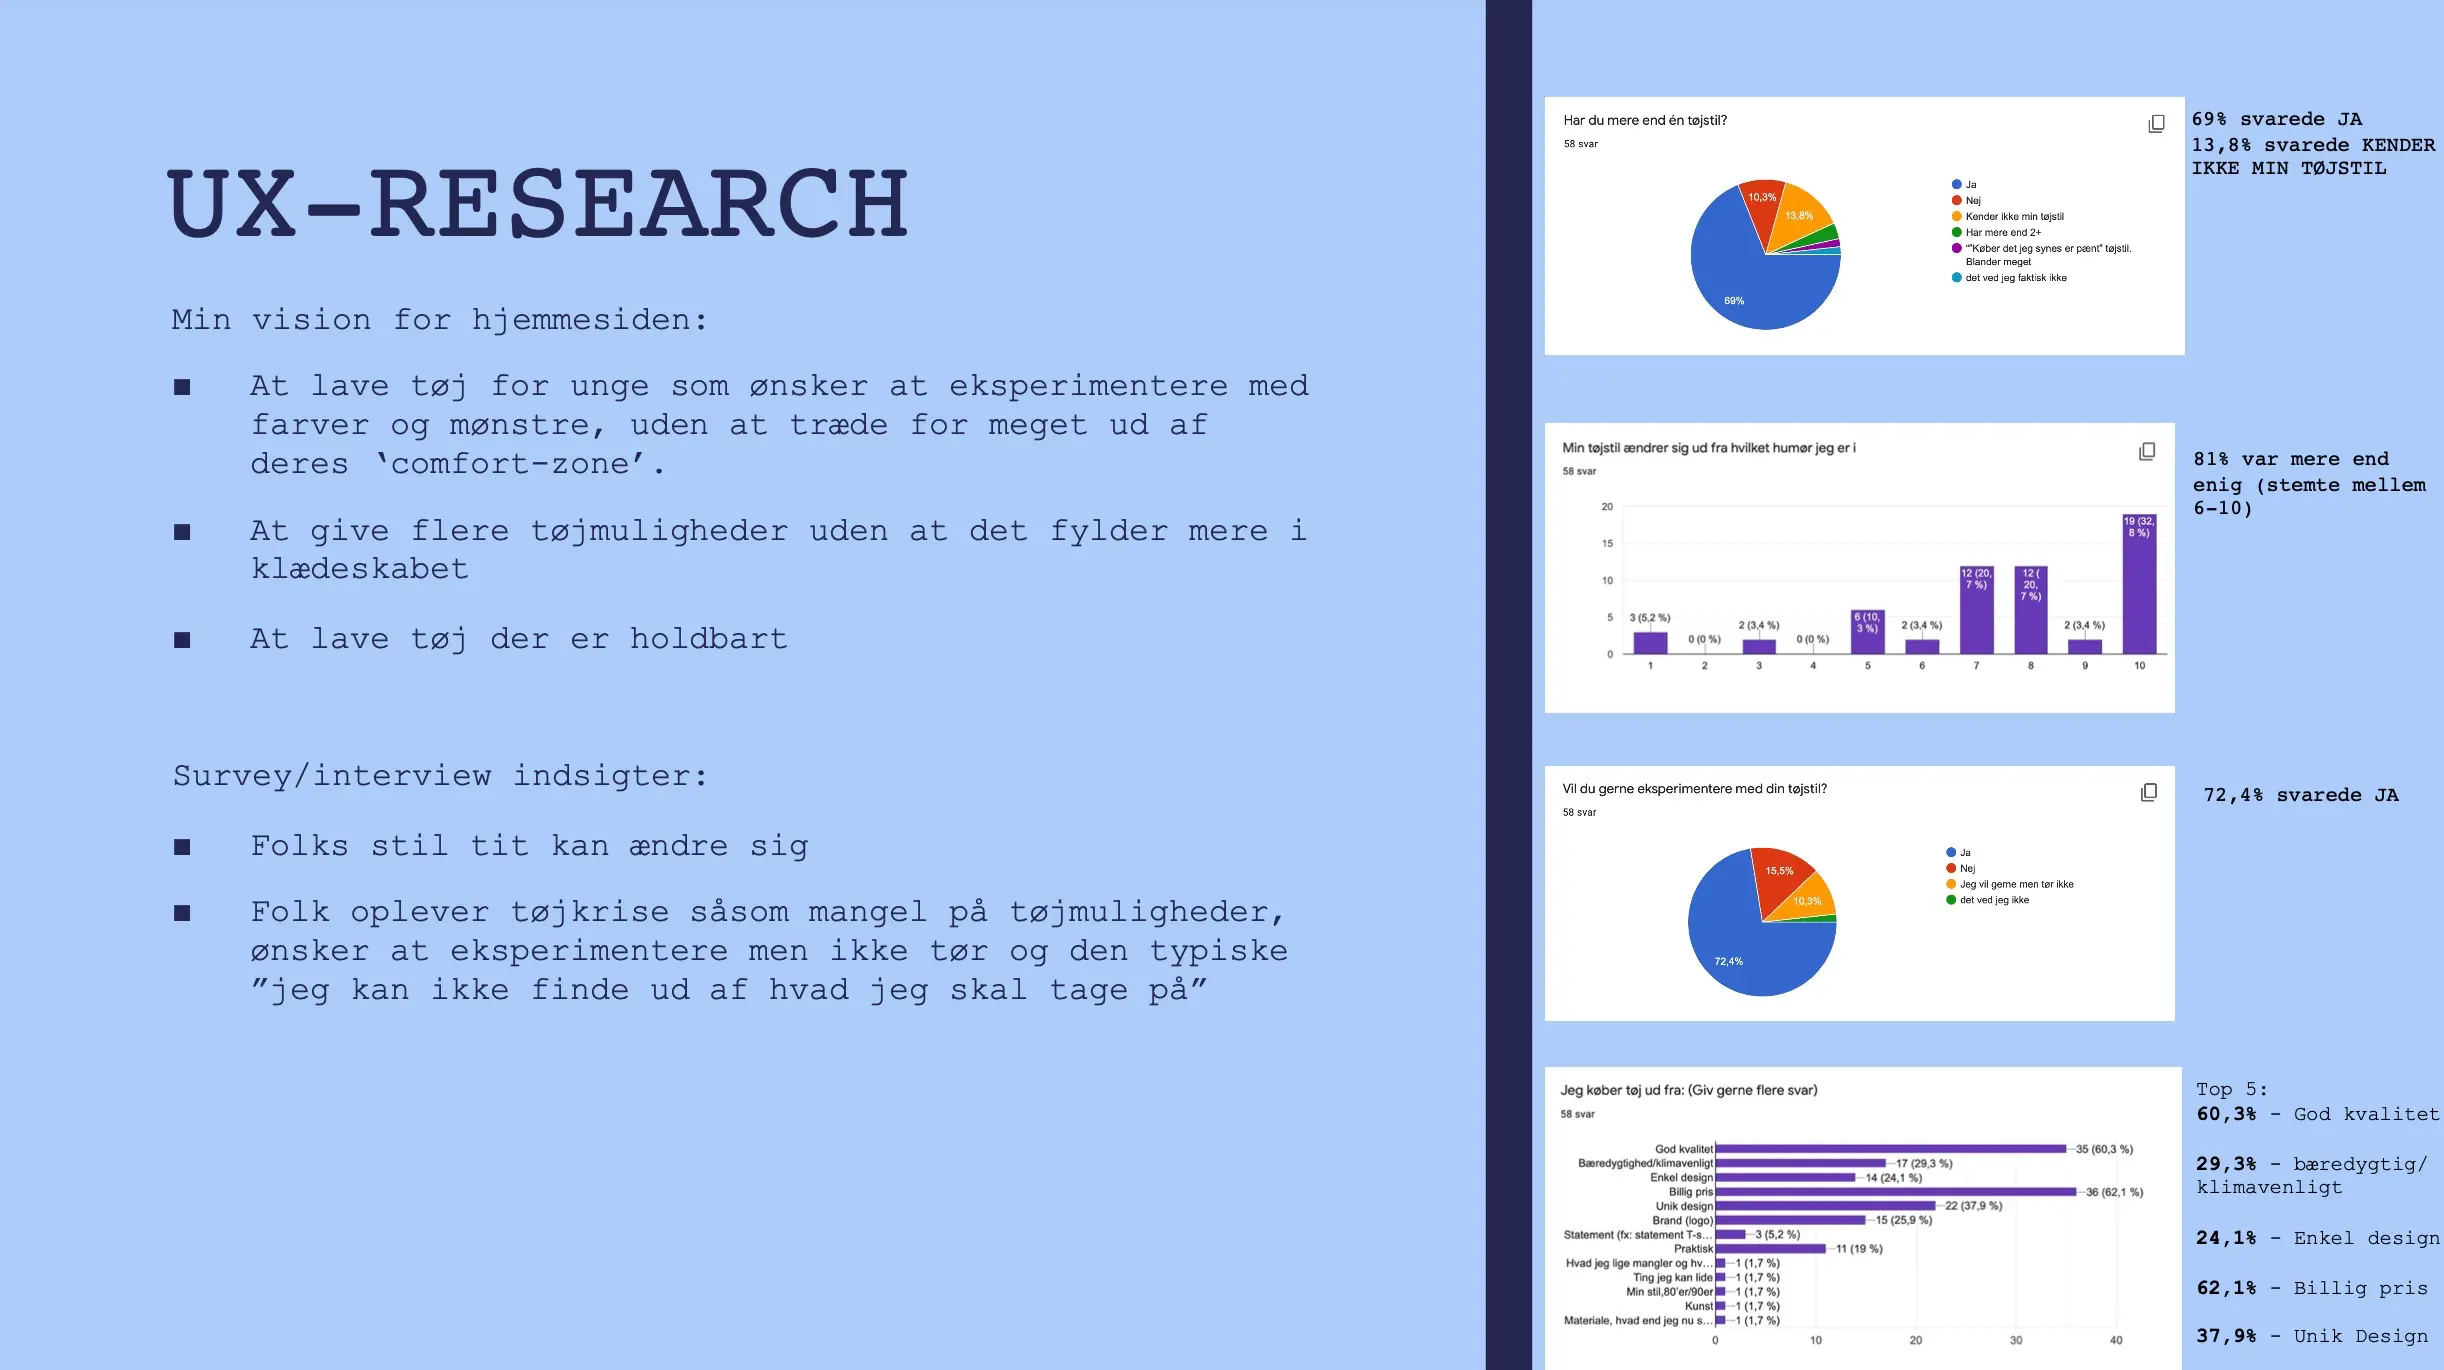 UX-RESEARCH
Min vision for hjemmesiden:
■ At lave tøj for unge som ønsker at eksperimentere med
farver og mønstre, uden at træde for meget ud af
deres ‘comfort-zone’.
■ At give flere tøjmuligheder uden at det fylder mere i
klædeskabet
■ At lave tøj der er holdbart
Survey/interview indsigter:
■ Folks stil tit kan ændre sig
■ Folk oplever tøjkrise såsom mangel på tøjmuligheder,
ønsker at eksperimentere men ikke tør og den typiske
”jeg kan ikke finde ud af hvad jeg skal tage på”
Har du mere end én tøjstil?
58 svar
10,3%
13,8%
69%
Ja
Nej
Kender ikke min tøjstil
Har mere end 2+
“"Køber det jeg synes er pænt" tøjstil.
Blander meget
det ved jeg faktisk ikke
69% svarede JA
13,8% svarede KENDER
IKKE MIN TØJSTIL
Min tøjstil ændrer sig ud fra hvilket humør jeg er i
58 svar
20
15
10
5
0
3 (5,2 %)
0 (0 %)
2 (3,4 %)
0 (0 %)
6 (10,
3 %)
2 (3,4 %)
12 (20,
7 %)
12 (
20,
7 %)
2 (3,4 %)
19 (32,
8 %)
1 2 3 4 5 6 7 8 9 10
81% var mere end
enig (stemte mellem
6-10)
Vil du gerne eksperimentere med din tøjstil?
58 svar
15,5%
10,3%
72,4%
Ja
Nej
Jeg vil gerne men tør ikke
det ved jeg ikke
72,4% svarede JA
Jeg køber tøj ud fra: (Giv gerne flere svar)
58 svar
God kvalitet 35 (60,3 %)
Bæredygtighed/klimavenligt 17 (29,3 %)
Enkel design 14 (24,1 %)
Billig pris 36 (62,1 %)
Unik design 22 (37,9 %)
Brand (logo) 15 (25,9 %)
Statement (fx: statement T-s... 3 (5,2 %)
Praktisk 11 (19 %)
Hvad jeg lige mangler og hv... 1 (1,7 %)
Ting jeg kan lide 1 (1,7 %)
Min stil,80'er/90er 1 (1,7 %)
Kunst 1 (1,7 %)
Materiale, hvad end jeg nu s... 1 (1,7 %)
0 10 20 30 40
Top 5:
60,3% - God kvalitet
29,3% - bæredygtig/
klimavenligt
24,1% - Enkel design
62,1% - Billig pris
37,9% - Unik Design